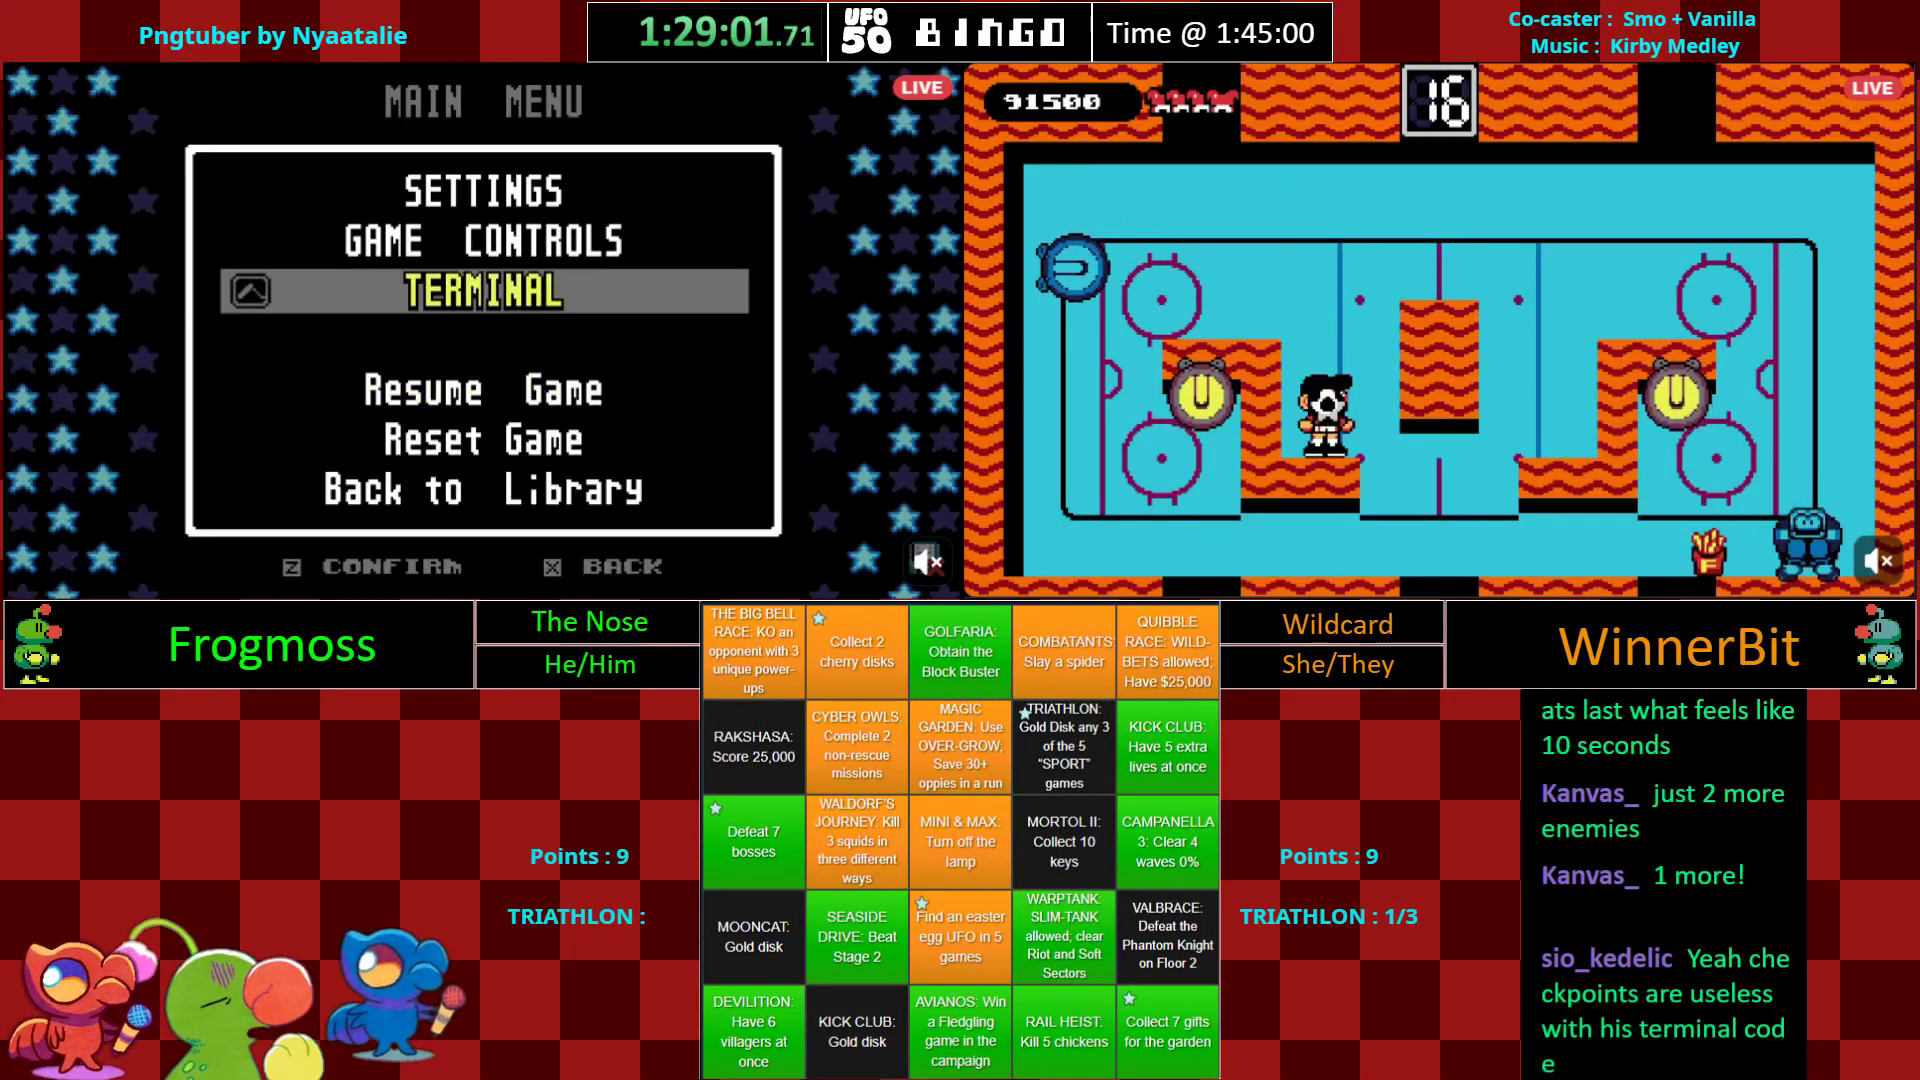 Pngtuber by Nyaatalie
1:29:01.71
UFO 50
BINGO
Time @ 1:45:00
Co-caster : Smo + Vanilla
Music : Kirby Medley
MAIN MENU
LIVE
SETTINGS
GAME CONTROLS
TERMINAL
Resume Game
Reset Game
Back to Library
Z CONFIRM
X BACK
91500
16
LIVE
Frogmoss
The Nose
He/Him
Wildcard
She/They
WinnerBit
THE BIG BELL
RACE: KO an
opponent with 3
unique power-
ups
Collect 2
cherry disks
GOLFARIA:
Obtain the
Block Buster
COMBATANTS:
Slay a spider
QUIBBLE
RACE: WILD-
BETS allowed;
Have $25,000
RAKSHASA:
Score 25,000
CYBER OWLS:
Complete 2
non-rescue
missions
MAGIC
GARDEN: Use
OVER-GROW;
Save 30+
oppies in a run
TRIATHLON:
Gold Disk any 3
of the 5
"SPORT"
games
KICK CLUB:
Have 5 extra
lives at once
Defeat 7
bosses
WALDORF'S
JOURNEY: Kill
3 squids in
three different
ways
MINI & MAX:
Turn off the
lamp
MORTOL II:
Collect 10
keys
CAMPANELLA
3: Clear 4
waves 0%
MOONCAT:
Gold disk
SEASIDE
DRIVE: Beat
Stage 2
Find an easter
egg UFO in 5
games
WARPTANK:
SLIM-TANK
allowed; clear
Riot and Soft
Sectors
VALBRACE:
Defeat the
Phantom Knight
on Floor 2
DEVILITION:
Have 6
villagers at
once
KICK CLUB:
Gold disk
AVIANOS: Win
a Fledgling
game in the
campaign
RAIL HEIST:
Kill 5 chickens
Collect 7 gifts
for the garden
Points : 9
TRIATHLON :
Points : 9
TRIATHLON : 1/3
ats last what feels like
10 seconds
Kanvas_ just 2 more
enemies
Kanvas_ 1 more!
sio_kedelic Yeah che
ckpoints are useless
with his terminal cod
e